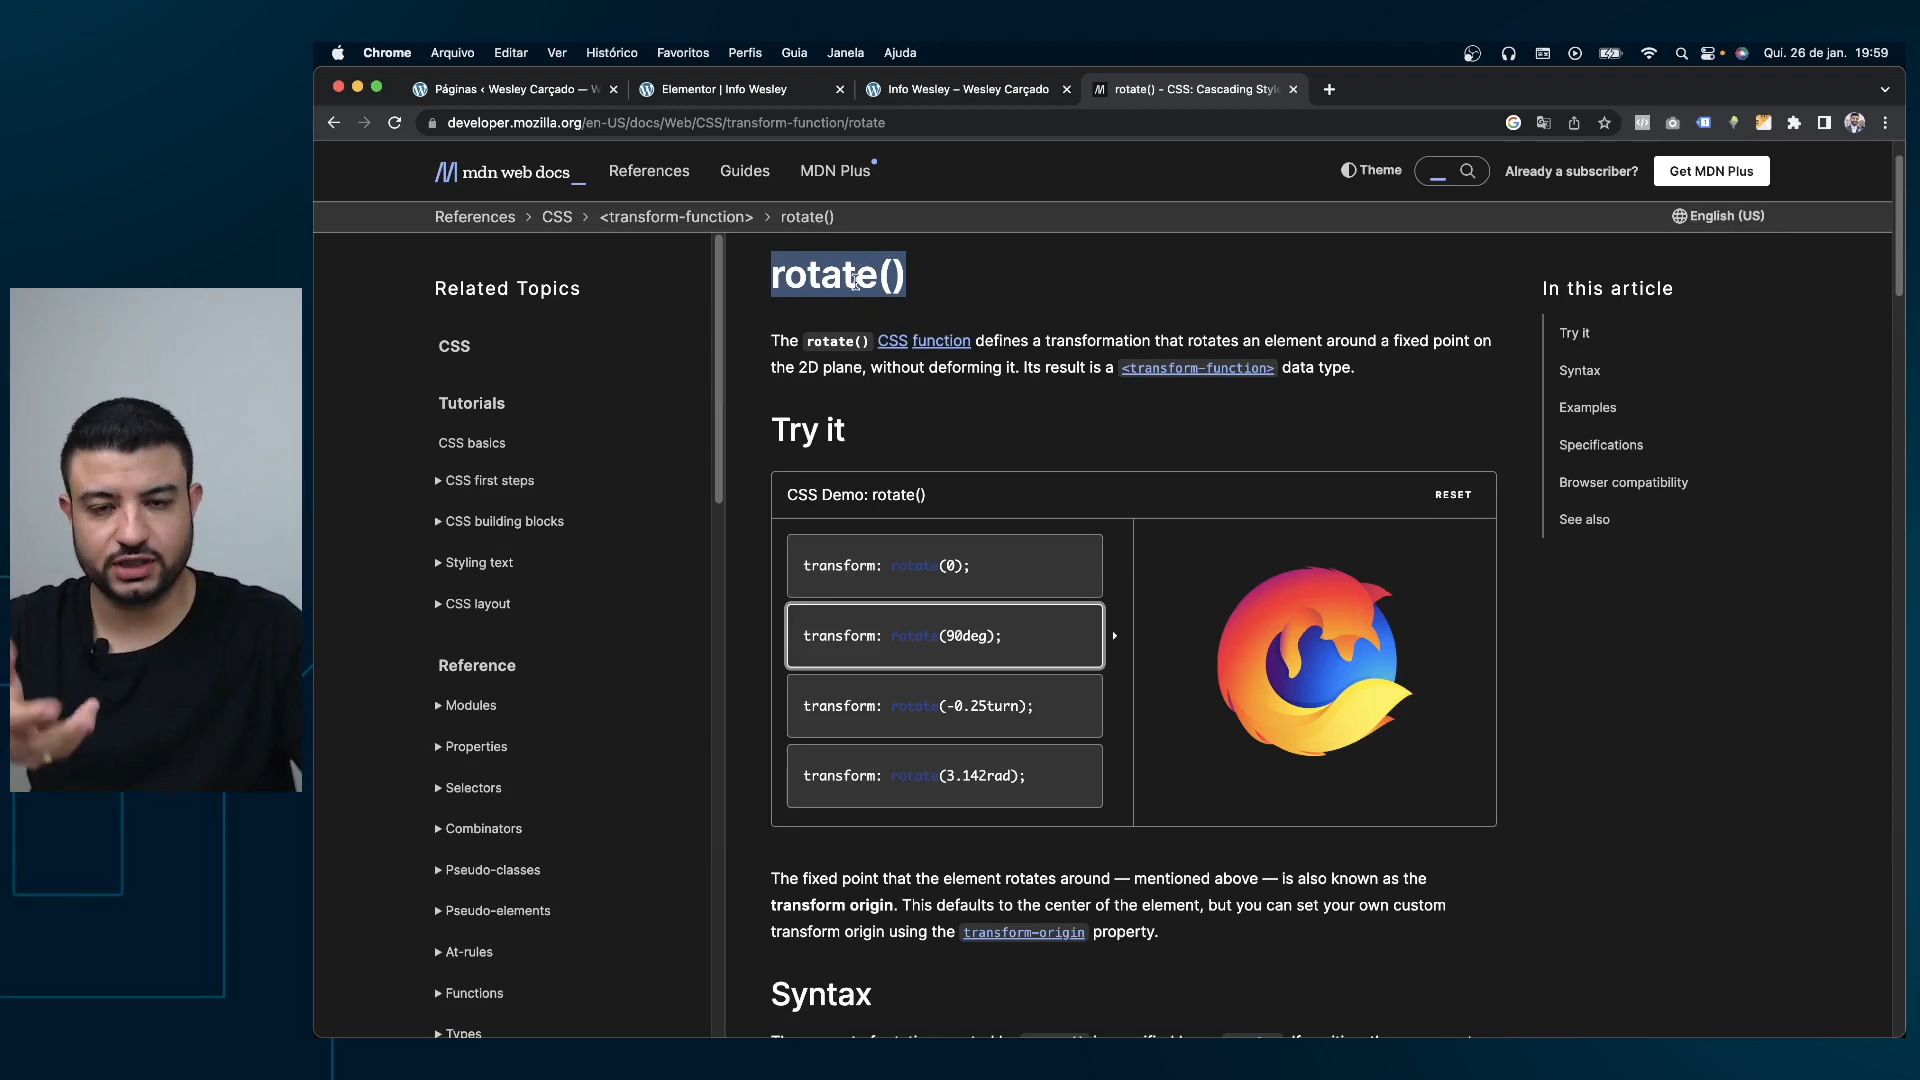 Chrome Arquivo Editar Ver Histórico Favoritos Perfis Guia Janela Ajuda
Qui. 26 de jan. 19:59
Páginas ‹ Wesley Carçado — W
Elementor | Info Wesley
Info Wesley – Wesley Carçado
rotate() - CSS: Cascading Style
developer.mozilla.org/en-US/docs/Web/CSS/transform-function/rotate
mdn web docs_
References Guides MDN Plus
Theme
Already a subscriber?
Get MDN Plus
References > CSS > <transform-function> > rotate()
English (US)
Related Topics
CSS
Tutorials
CSS basics
CSS first steps
CSS building blocks
Styling text
CSS layout
Reference
Modules
Properties
Selectors
Combinators
Pseudo-classes
Pseudo-elements
At-rules
Functions
Types
rotate()
The rotate() CSS function defines a transformation that rotates an element around a fixed point on
the 2D plane, without deforming it. Its result is a <transform-function> data type.
Try it
CSS Demo: rotate()
RESET
transform: rotate(0);
transform: rotate(90deg);
transform: rotate(-0.25turn);
transform: rotate(3.142rad);
The fixed point that the element rotates around — mentioned above — is also known as the
transform origin. This defaults to the center of the element, but you can set your own custom
transform origin using the transform-origin property.
Syntax
In this article
Try it
Syntax
Examples
Specifications
Browser compatibility
See also